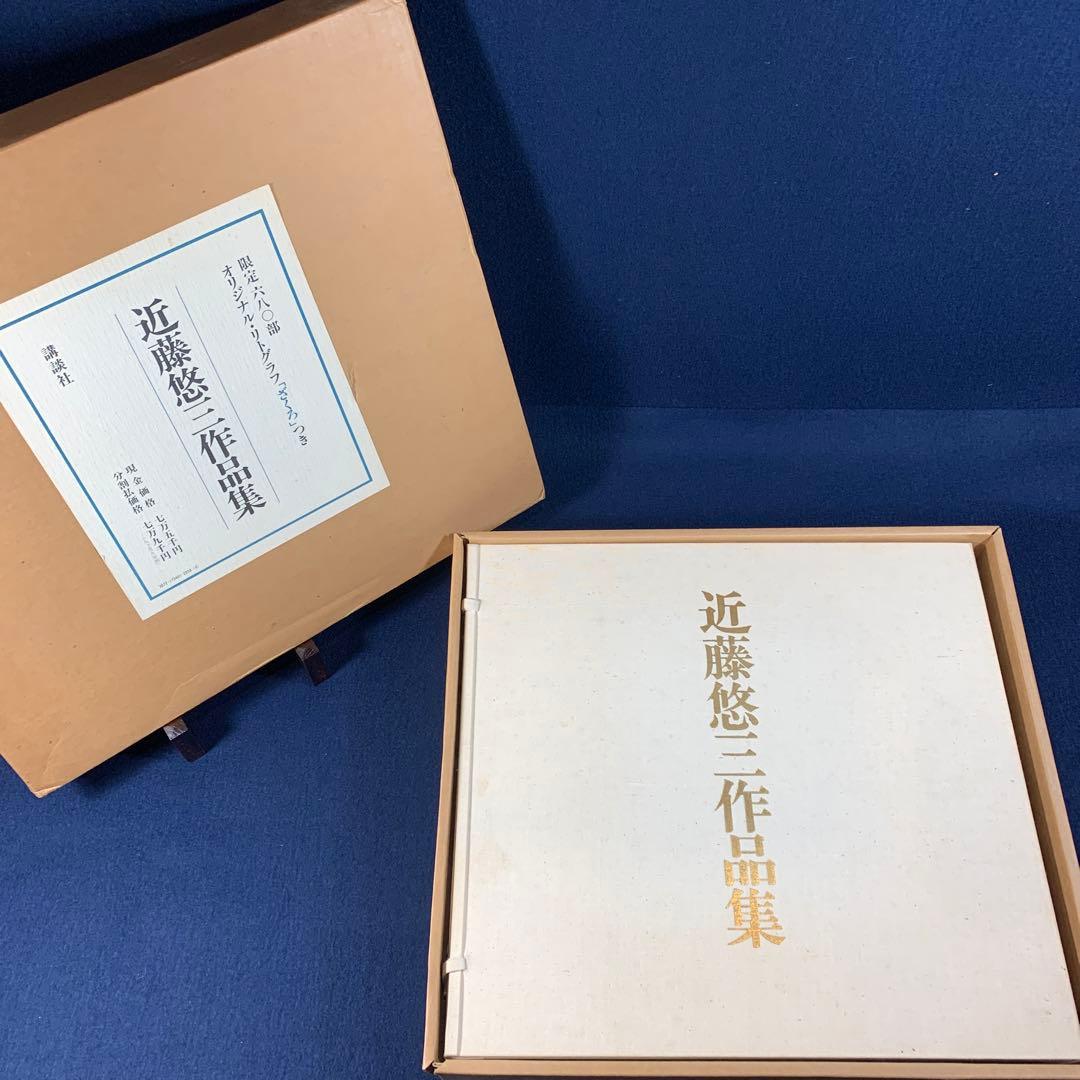 限定六八〇部
オリジナル・リトグラフ「ざくろ」つき
近藤悠三作品集
講談社
現金価格 七万五千円
分割払価格 七万九千円
近藤悠三作品集